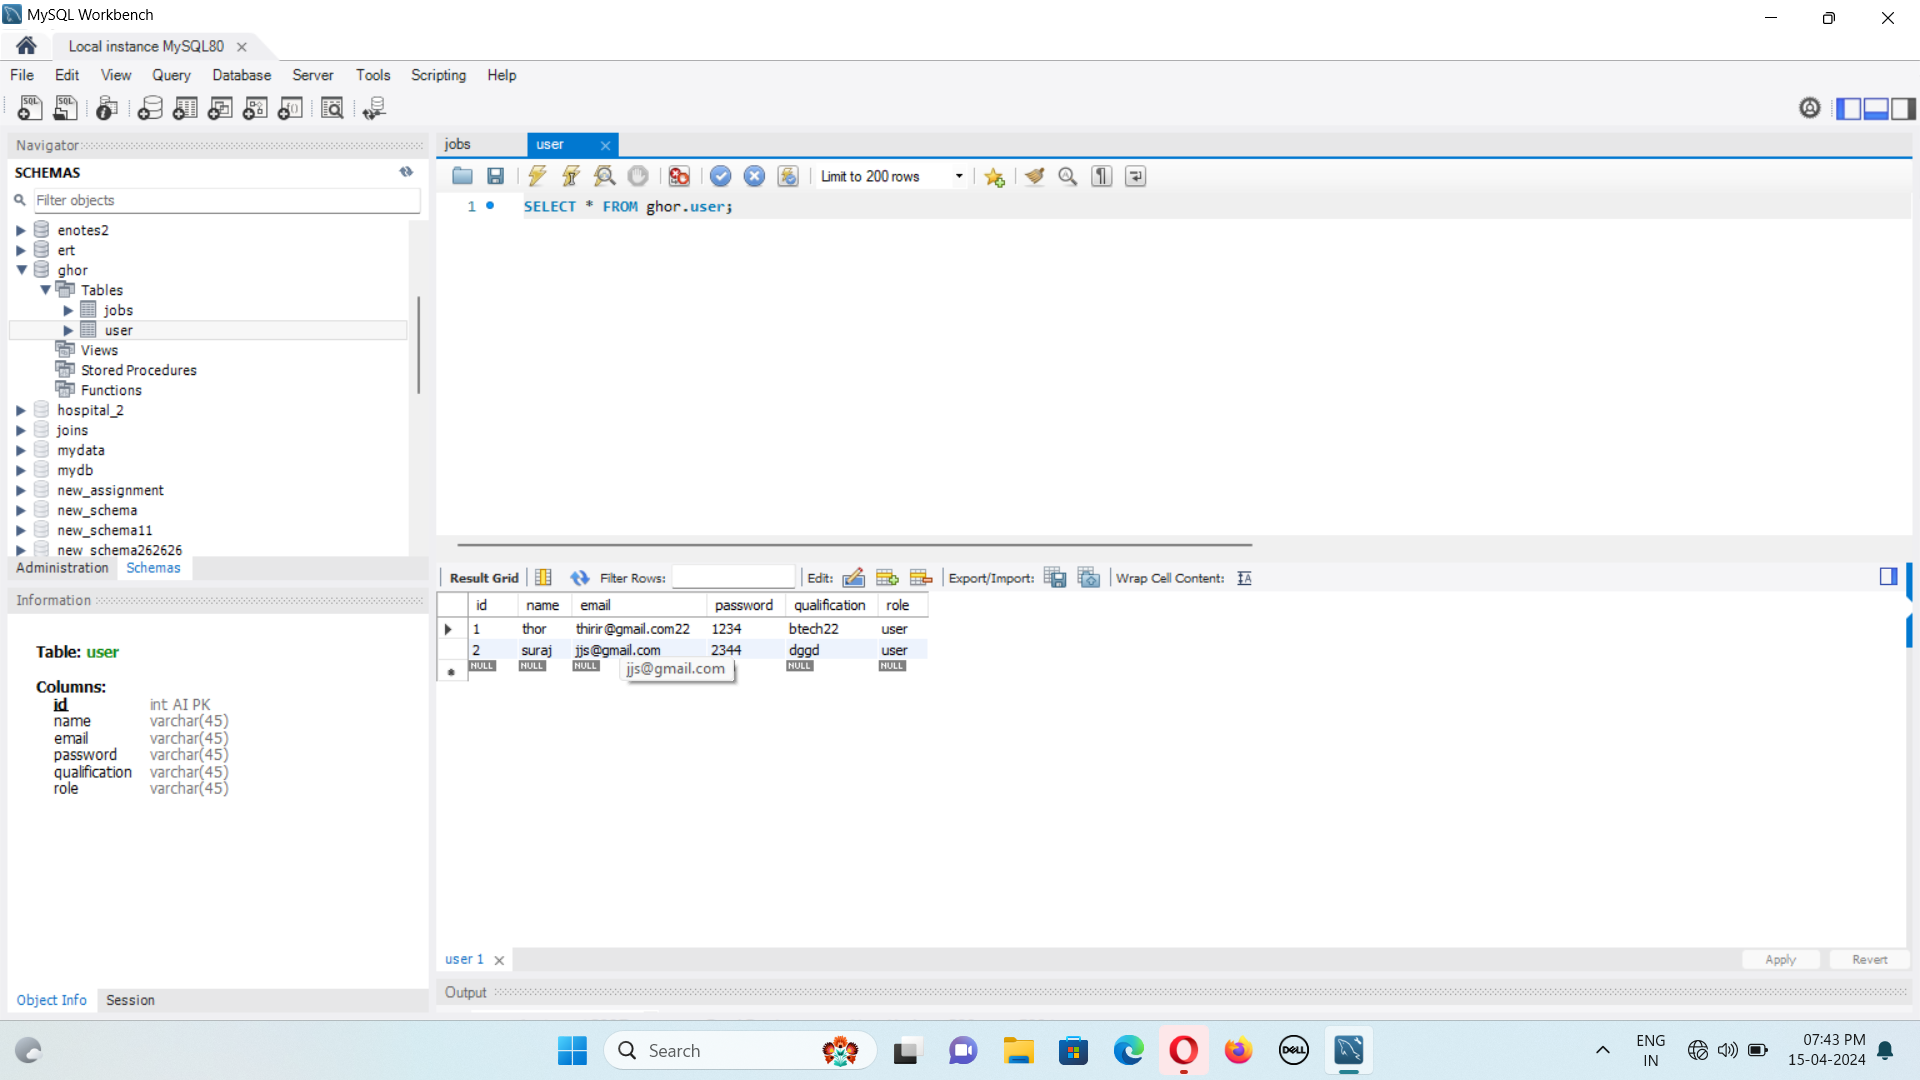 MySQL Workbench
Local instance MySQL80
File Edit View Query Database Server Tools Scripting Help
Navigator
SCHEMAS
Filter objects
enotes2
ert
ghor
Tables
jobs
user
Views
Stored Procedures
Functions
hospital_2
joins
mydata
mydb
new_assignment
new_schema
new_schema11
new_schema262626
Administration Schemas
Information
Table: user
Columns:
id int AI PK
name varchar(45)
email varchar(45)
password varchar(45)
qualification varchar(45)
role varchar(45)
Object Info Session
jobs user
Limit to 200 rows
1 SELECT * FROM ghor.user;
Result Grid Filter Rows: Edit: Export/Import: Wrap Cell Content:
id name email password qualification role
1 thor thirir@gmail.com22 1234 btech22 user
2 suraj jjs@gmail.com 2344 dggd user
NULL NULL NULL NULL NULL
jjs@gmail.com
user 1
Apply Revert
Output
Search
DELL
ENG
IN
07:43 PM
15-04-2024